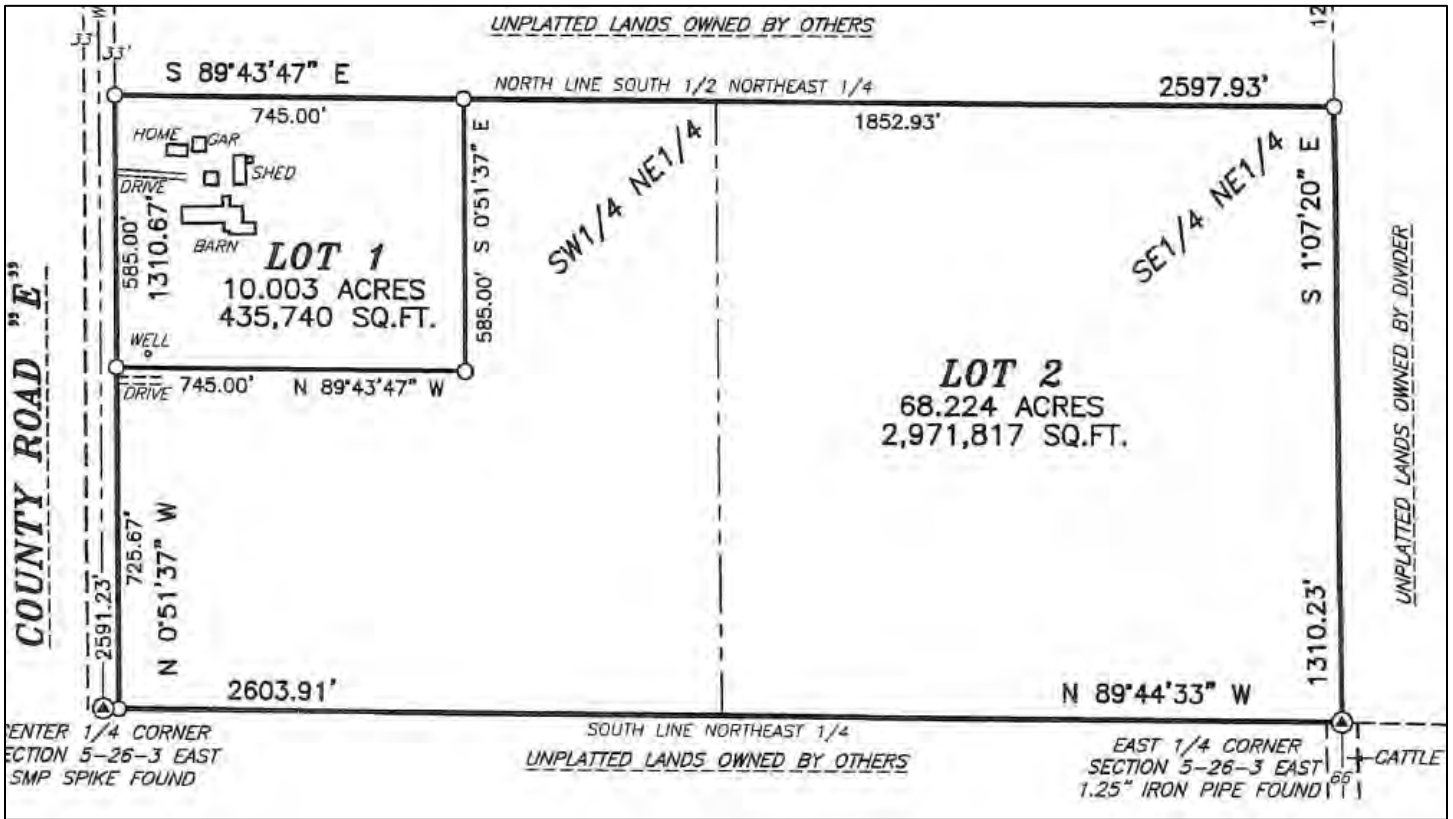 UNPLATTED LANDS OWNED BY OTHERS
W
12
33'
33'
S 89°43'47" E
NORTH LINE SOUTH 1/2 NORTHEAST 1/4
2597.93'
745.00'
1852.93'
HOME
GAR
SHED
DRIVE
BARN
585.00'
1310.67'
LOT 1
10.003 ACRES
435,740 SQ.FT.
S 0°51'37" E
585.00'
SW1/4 NE1/4
SE1/4 NE1/4
S 1°07'20" E
UNPLATTED LANDS OWNED BY DIVIDER
COUNTY ROAD "E"
WELL
DRIVE
745.00'
N 89°43'47" W
LOT 2
68.224 ACRES
2,971,817 SQ.FT.
725.67'
N 0°51'37" W
2591.23'
1310.23'
2603.91'
N 89°44'33" W
CENTER 1/4 CORNER
SECTION 5-26-3 EAST
SMP SPIKE FOUND
SOUTH LINE NORTHEAST 1/4
UNPLATTED LANDS OWNED BY OTHERS
EAST 1/4 CORNER
SECTION 5-26-3 EAST
1.25" IRON PIPE FOUND
66'
CATTLE